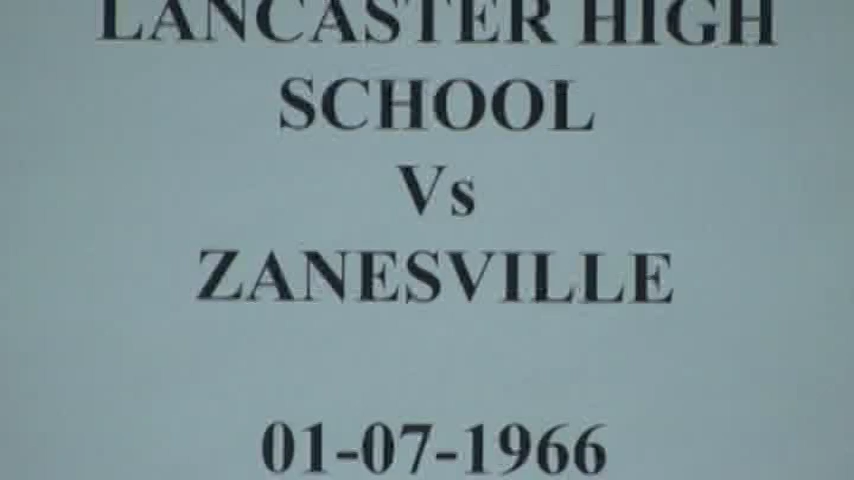 LANCASTER HIGH
SCHOOL
Vs
ZANESVILLE
01-07-1966